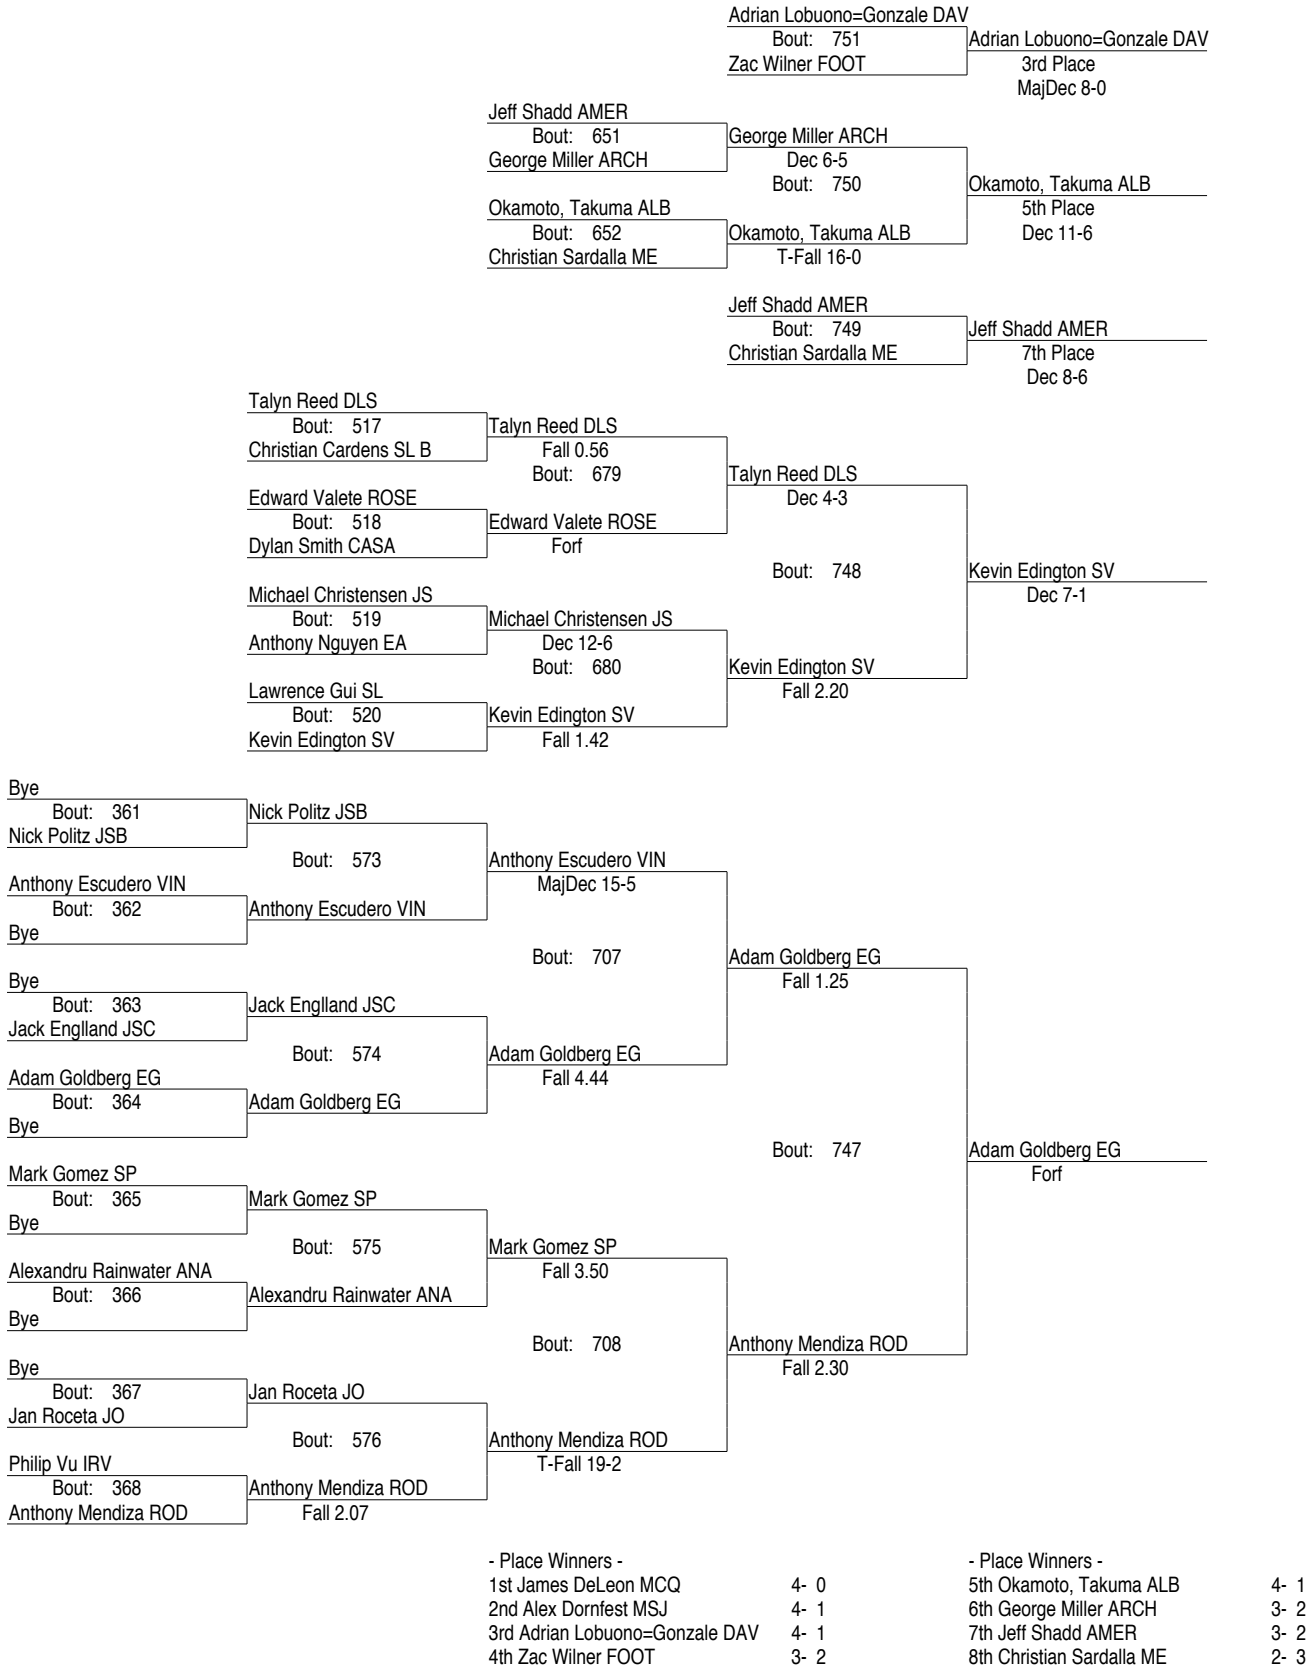 Adrian Lobuono=Gonzale DAV
Bout: 751
Adrian Lobuono=Gonzale DAV
Zac Wilner FOOT
3rd Place
MajDec 8-0
Jeff Shadd AMER
Bout: 651
George Miller ARCH
George Miller ARCH
Dec 6-5
Bout: 750
Okamoto, Takuma ALB
Okamoto, Takuma ALB
5th Place
Bout: 652
Okamoto, Takuma ALB
Dec 11-6
Christian Sardalla ME
T-Fall 16-0
Jeff Shadd AMER
Bout: 749
Jeff Shadd AMER
Christian Sardalla ME
7th Place
Dec 8-6
Talyn Reed DLS
Bout: 517
Talyn Reed DLS
Christian Cardens SL B
Fall 0.56
Bout: 679
Talyn Reed DLS
Edward Valete ROSE
Dec 4-3
Bout: 518
Edward Valete ROSE
Dylan Smith CASA
Forf
Bout: 748
Kevin Edington SV
Michael Christensen JS
Dec 7-1
Bout: 519
Michael Christensen JS
Anthony Nguyen EA
Dec 12-6
Bout: 680
Kevin Edington SV
Lawrence Gui SL
Fall 2.20
Bout: 520
Kevin Edington SV
Kevin Edington SV
Fall 1.42
Bye
Bout: 361
Nick Politz JSB
Nick Politz JSB
Bout: 573
Anthony Escudero VIN
Anthony Escudero VIN
MajDec 15-5
Bout: 362
Anthony Escudero VIN
Bye
Bout: 707
Adam Goldberg EG
Bye
Fall 1.25
Bout: 363
Jack Englland JSC
Jack Englland JSC
Bout: 574
Adam Goldberg EG
Adam Goldberg EG
Fall 4.44
Bout: 364
Adam Goldberg EG
Bye
Bout: 747
Adam Goldberg EG
Mark Gomez SP
Forf
Bout: 365
Mark Gomez SP
Bye
Bout: 575
Mark Gomez SP
Alexandru Rainwater ANA
Fall 3.50
Bout: 366
Alexandru Rainwater ANA
Bye
Bout: 708
Anthony Mendiza ROD
Bye
Fall 2.30
Bout: 367
Jan Roceta JO
Jan Roceta JO
Bout: 576
Anthony Mendiza ROD
Philip Vu IRV
T-Fall 19-2
Bout: 368
Anthony Mendiza ROD
Anthony Mendiza ROD
Fall 2.07
- Place Winners -
1st James DeLeon MCQ 4- 0
2nd Alex Dornfest MSJ 4- 1
3rd Adrian Lobuono=Gonzale DAV 4- 1
4th Zac Wilner FOOT 3- 2
- Place Winners -
5th Okamoto, Takuma ALB 4- 1
6th George Miller ARCH 3- 2
7th Jeff Shadd AMER 3- 2
8th Christian Sardalla ME 2- 3